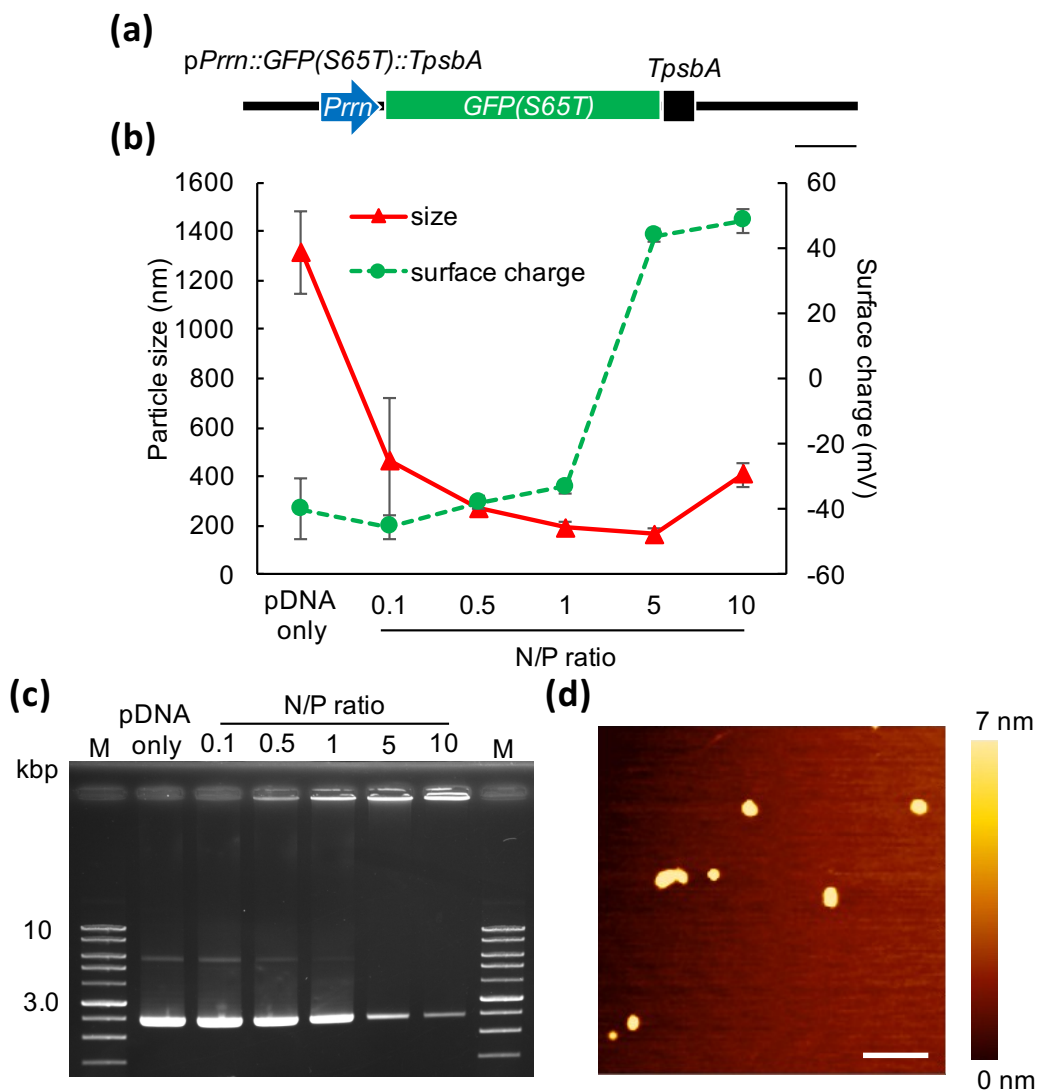 (a)
pPrrn::GFP(S65T)::TpsbA
TpsbA
Prrn
GFP(S65T)
(b)
1600
1400
1200
1000
800
600
400
200
0
Particle size (nm)
size
surface charge
60
40
20
0
-20
-40
-60
Surface charge (mV)
pDNA
only
0.1
0.5
1
5
10
N/P ratio
(c)
pDNA
only
N/P ratio
M
0.1
0.5
1
5
10
M
kbp
10
3.0
(d)
7 nm
0 nm